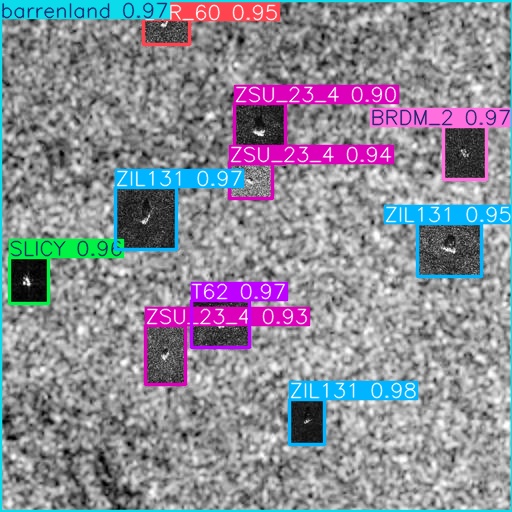 barrenland 0.97
R_60 0.95
ZSU_23_4 0.90
BRDM_2 0.97
ZSU_23_4 0.94
ZIL131 0.97
ZIL131 0.95
SLICY 0.96
T62 0.97
ZSU_23_4 0.93
ZIL131 0.98